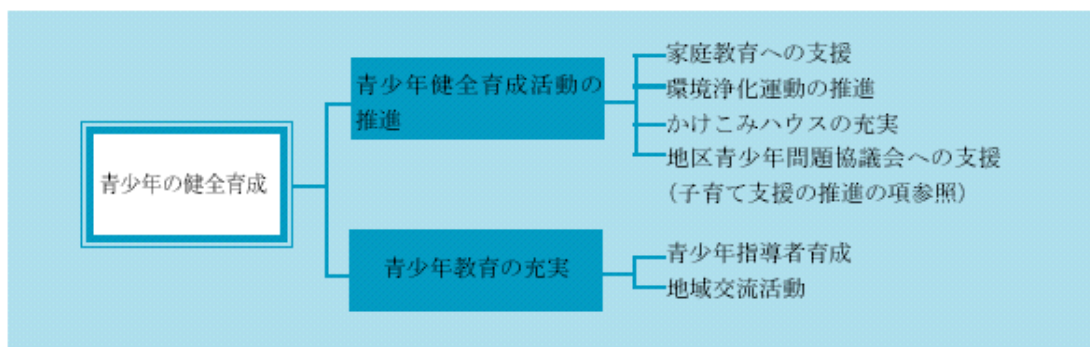 青少年の健全育成
青少年健全育成活動の
推進
家庭教育への支援
環境浄化運動の推進
かけこみハウスの充実
地区青少年問題協議会への支援
（子育て支援の推進の項参照）
青少年教育の充実
青少年指導者育成
地域交流活動